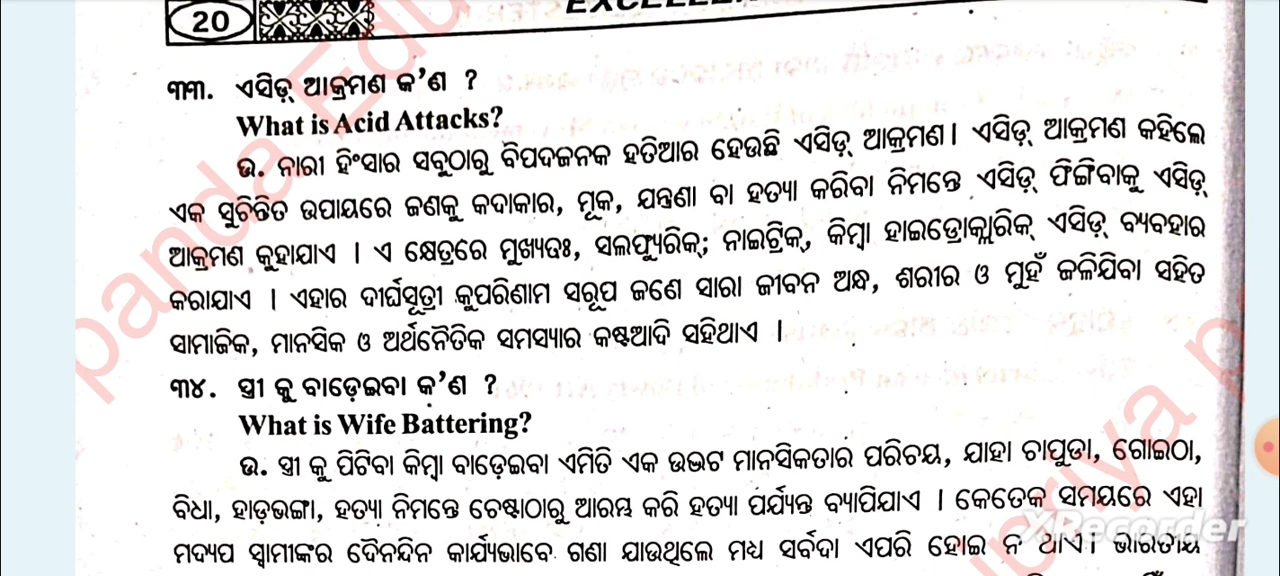 20
୩୩. ଏସିଡ଼୍ ଆକ୍ରମଣ କ'ଣ ?
What is Acid Attacks?
ଉ. ନାରୀ ହିଂସାର ସବୁଠାରୁ ବିପଦଜନକ ହତିଆର ହେଉଛି ଏସିଡ଼୍ ଆକ୍ରମଣ। ଏସିଡ଼୍ ଆକ୍ରମଣ କହିଲେ
ଏକ ସୁଚିନ୍ତିତ ଉପାୟରେ ଜଣକୁ କଦାକାର, ମୂକ, ଯନ୍ତ୍ରଣା ବା ହତ୍ୟା କରିବା ନିମନ୍ତେ ଏସିଡ଼୍ ଫିଙ୍ଗିବାକୁ ଏସିଡ଼୍
ଆକ୍ରମଣ କୁହାଯାଏ । ଏ କ୍ଷେତ୍ରରେ ମୁଖ୍ୟତଃ, ସଲଫ୍ୟୁରିକ୍; ନାଇଟ୍ରିକ୍, କିମ୍ବା ହାଇଡ୍ରୋକ୍ଲାରିକ୍ ଏସିଡ଼୍ ବ୍ୟବହାର
କରାଯାଏ । ଏହାର ଦୀର୍ଘସୂତ୍ରୀ କୁପରିଣାମ ସରୂପ ଜଣେ ସାରା ଜୀବନ ଅନ୍ଧ, ଶରୀର ଓ ମୁହଁ ଜଳିଯିବା ସହିତ
ସାମାଜିକ, ମାନସିକ ଓ ଅର୍ଥନୈତିକ ସମସ୍ୟାର କଷ୍ଟଆଦି ସହିଥାଏ ।
୩୪. ସ୍ତ୍ରୀ କୁ ବାଡ଼େଇବା କ'ଣ ?
What is Wife Battering?
ଉ. ସ୍ତ୍ରୀ କୁ ପିଟିବା କିମ୍ବା ବାଡ଼େଇବା ଏମିତି ଏକ ଉଦ୍ଭଟ ମାନସିକତାର ପରିଚୟ, ଯାହା ଚାପୁଡା, ଗୋଇଠା,
ବିଧା, ହାଡ଼ଭଙ୍ଗା, ହତ୍ୟା ନିମନ୍ତେ ଚେଷ୍ଟାଠାରୁ ଆରମ୍ଭ କରି ହତ୍ୟା ପର୍ଯ୍ୟନ୍ତ ବ୍ୟାପିଯାଏ । କେତେକ ସମୟରେ ଏହା
ମଦ୍ୟପ ସ୍ୱାମୀଙ୍କର ଦୈନନ୍ଦିନ କାର୍ଯ୍ୟଭାବେ ଗଣା ଯାଉଥିଲେ ମଧ୍ୟ ସର୍ବଦା ଏପରି ହୋଇ ନ ଥାଏ। ଭାରତୀୟ
XRecorder